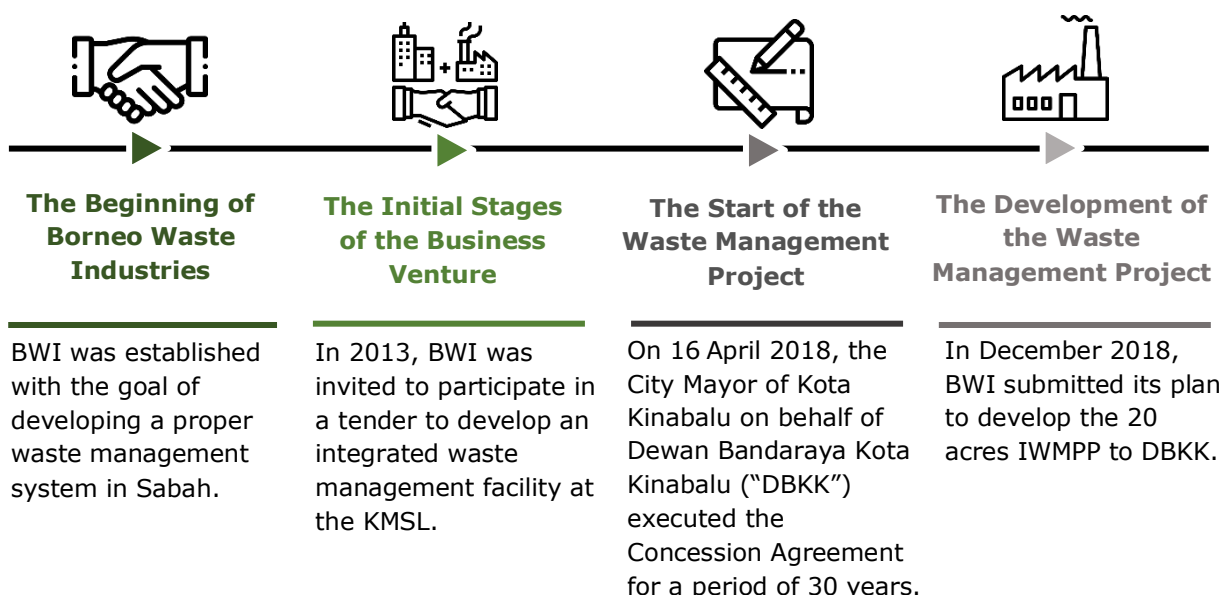 The Beginning of
Borneo Waste
Industries
BWI was established
with the goal of
developing a proper
waste management
system in Sabah.
The Initial Stages
of the Business
Venture
In 2013, BWI was
invited to participate in
a tender to develop an
integrated waste
management facility at
the KMSL.
The Start of the
Waste Management
Project
On 16 April 2018, the
City Mayor of Kota
Kinabalu on behalf of
Dewan Bandaraya Kota
Kinabalu (“DBKK”)
executed the
Concession Agreement
for a period of 30 years.
The Development of
the Waste
Management Project
In December 2018,
BWI submitted its plan
to develop the 20
acres IWMPP to DBKK.